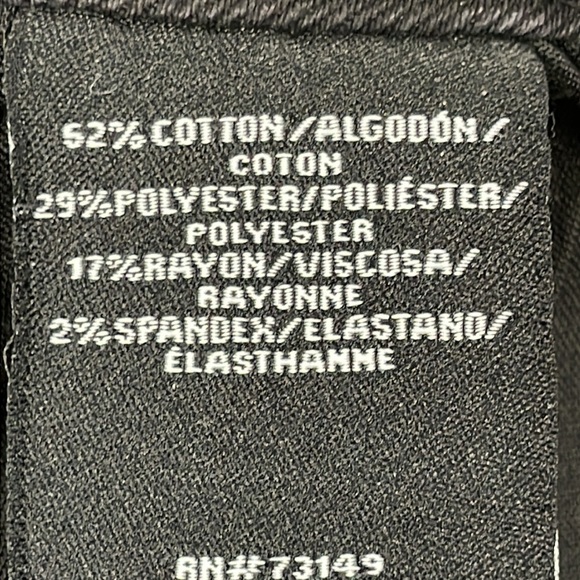 52% COTTON/ALGODÓN/
COTON
29% POLYESTER/POLIÉSTER/
POLYESTER
17% RAYON/VISCOSA/
RAYONNE
2% SPANDEX/ELASTANO/
ÉLASTHANNE
RN#73149